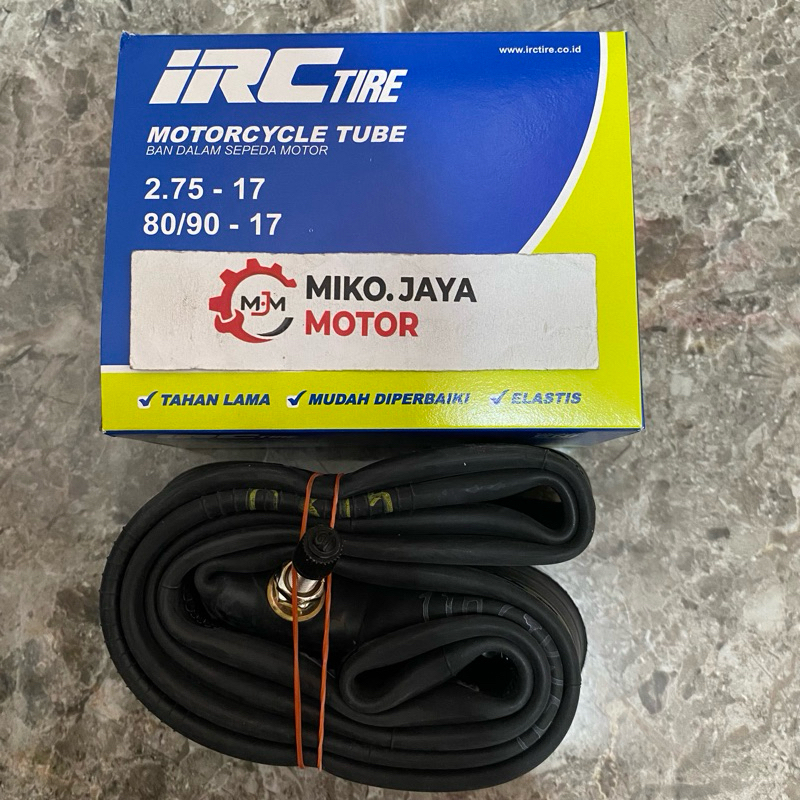 www.irctire.co.id
iRC TIRE
MOTORCYCLE TUBE
BAN DALAM SEPEDA MOTOR
2.75 - 17
80/90 - 17
MJM
MIKO.JAYA
MOTOR
TAHAN LAMA MUDAH DIPERBAIKI ELASTIS